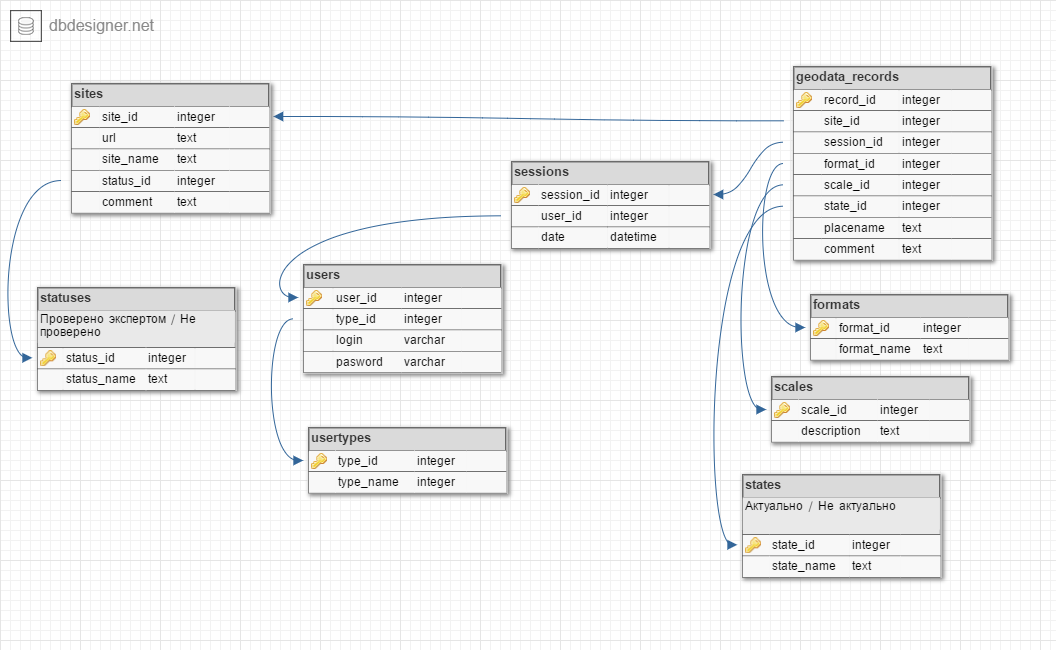 dbdesigner.net
sites
site_id integer
url text
site_name text
status_id integer
comment text
statuses
Проверено экспертом / Не
проверено
status_id integer
status_name text
users
user_id integer
type_id integer
login varchar
pasword varchar
usertypes
type_id integer
type_name integer
sessions
session_id integer
user_id integer
date datetime
geodata_records
record_id integer
site_id integer
session_id integer
format_id integer
scale_id integer
state_id integer
placename text
comment text
formats
format_id integer
format_name text
scales
scale_id integer
description text
states
Актуально / Не актуально
state_id integer
state_name text